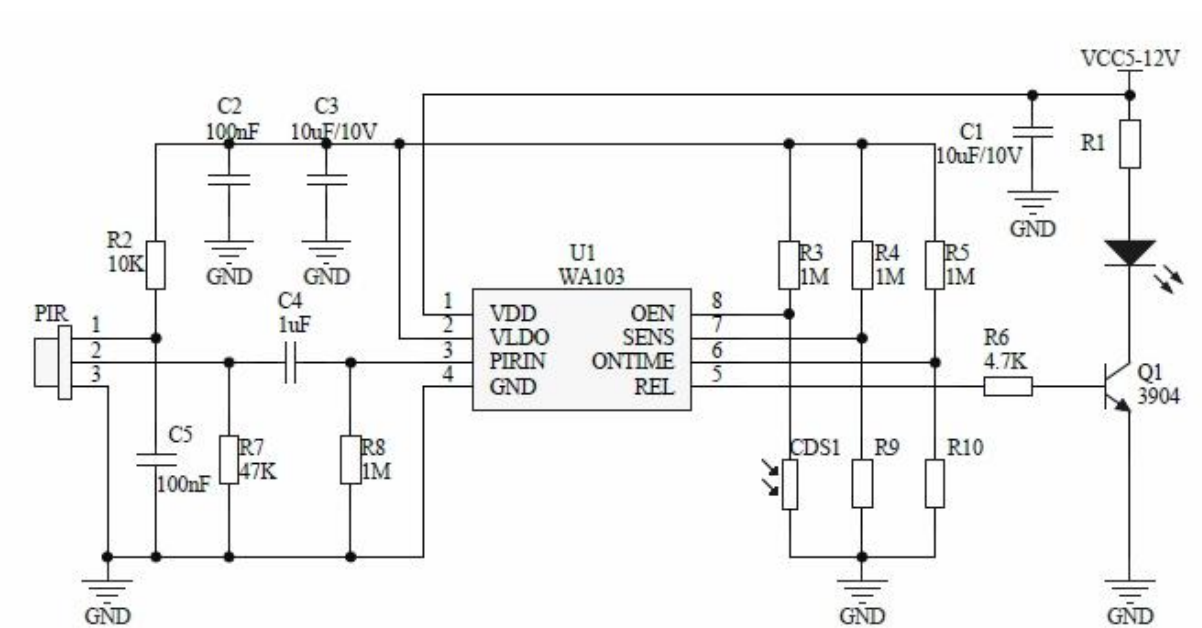 VCC5-12V
C2
100nF
C3
10uF/10V
C1
10uF/10V
R1
GND
R2
10K
GND
GND
U1
WA103
R3
1M
R4
1M
R5
1M
C4
1uF
PIR
1
2
3
1
2
3
4
VDD
VLDO
PIRIN
GND
OEN
SENS
ONTIME
REL
8
7
6
5
R6
4.7K
Q1
3904
C5
100nF
R7
47K
R8
1M
CDS1
R9
R10
GND
GND
GND